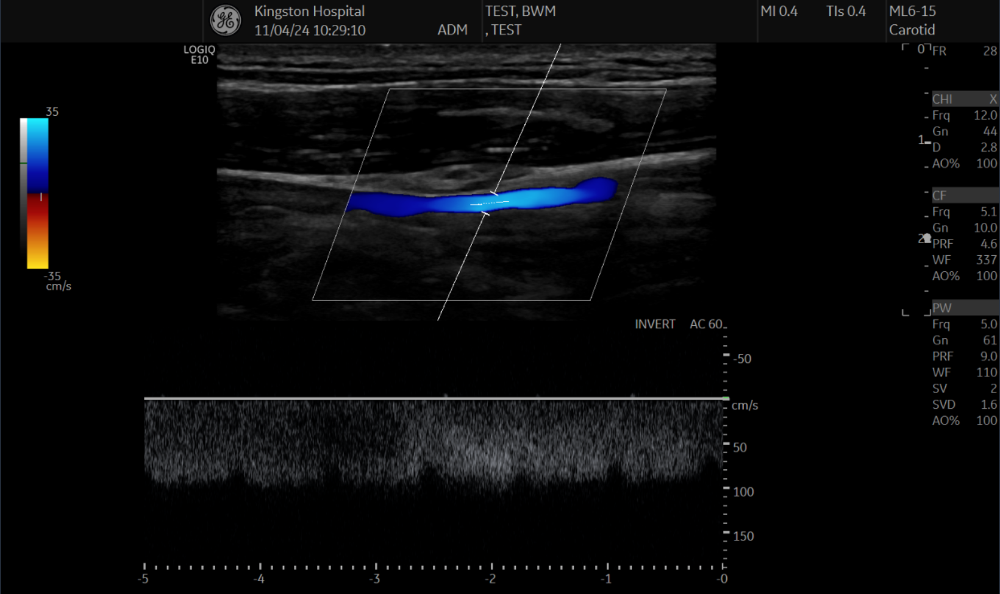 Kingston Hospital
11/04/24 10:29:10 ADM
TEST, BWM
, TEST
MI 0.4 TIs 0.4
ML6-15
Carotid
LOGIQ
E10
35
-35
cm/s
0
1
2
FR 28
CHI X
Frq 12.0
Gn 44
D 2.8
AO% 100
CF
Frq 5.1
Gn 10.0
PRF 4.6
WF 337
AO% 100
PW
Frq 5.0
Gn 61
PRF 9.0
WF 110
SV 2
SVD 1.6
AO% 100
INVERT AC 60
-50
cm/s
50
100
150
-5 -4 -3 -2 -1 -0